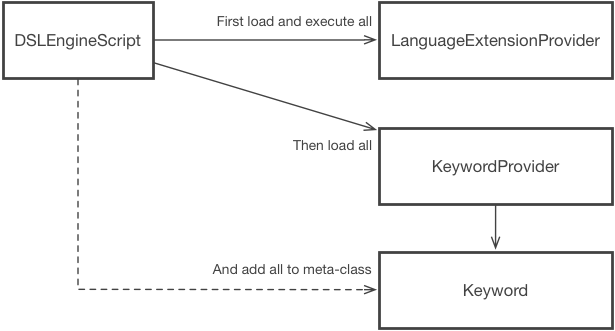 First load and execute all
DSLEngineScript
LanguageExtensionProvider
Then load all
KeywordProvider
And add all to meta-class
Keyword